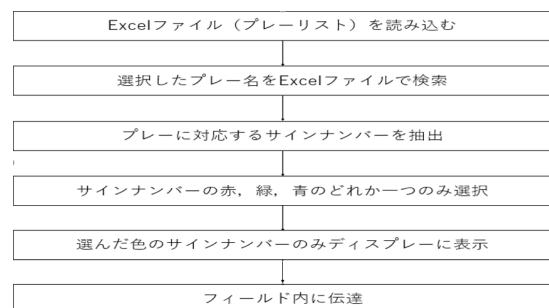 Excelファイル（プレーリスト）を読み込む
選択したプレー名をExcelファイルで検索
プレーに対応するサインナンバーを抽出
サインナンバーの赤，緑，青のどれか一つのみ選択
選んだ色のサインナンバーのみディスプレーに表示
フィールド内に伝達